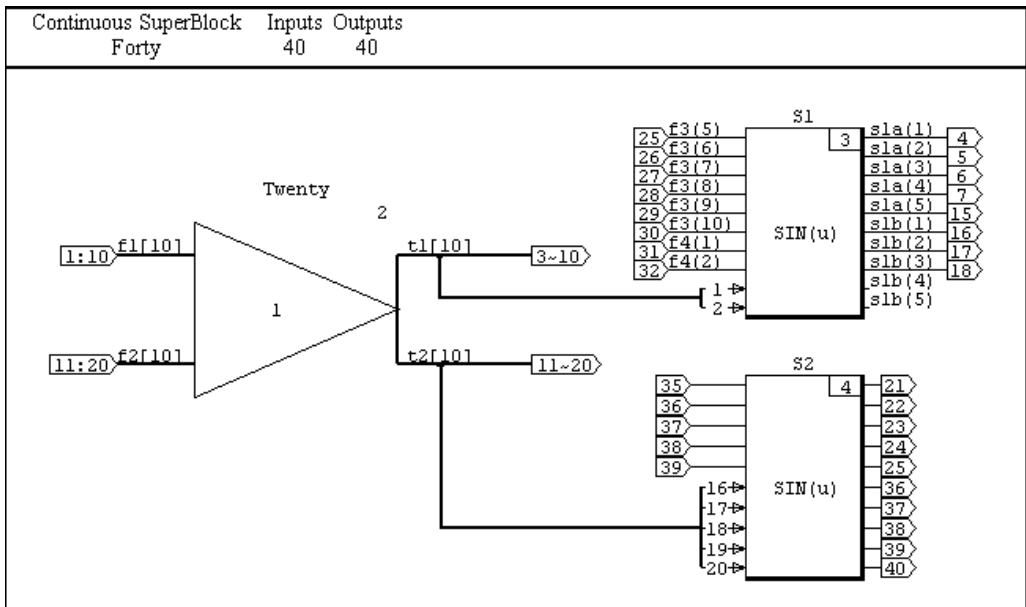 Continuous SuperBlock Inputs Outputs
Forty 40 40
Twenty
2
1
1:10 f1[10]
11:20 f2[10]
t1[10] 3~10
t2[10] 11~20
S1
3
25 f3(5) s1a(1) 4
26 f3(6) s1a(2) 5
27 f3(7) s1a(3) 6
28 f3(8) s1a(4) 7
29 f3(9) s1a(5) 15
30 f3(10) s1b(1) 16
31 f4(1) s1b(2) 17
32 f4(2) s1b(3) 18
SIN(u)
1 s1b(4)
2 s1b(5)
S2
4
35 21
36 22
37 23
38 24
39 25
16 36
17 SIN(u) 37
18 38
19 39
20 40